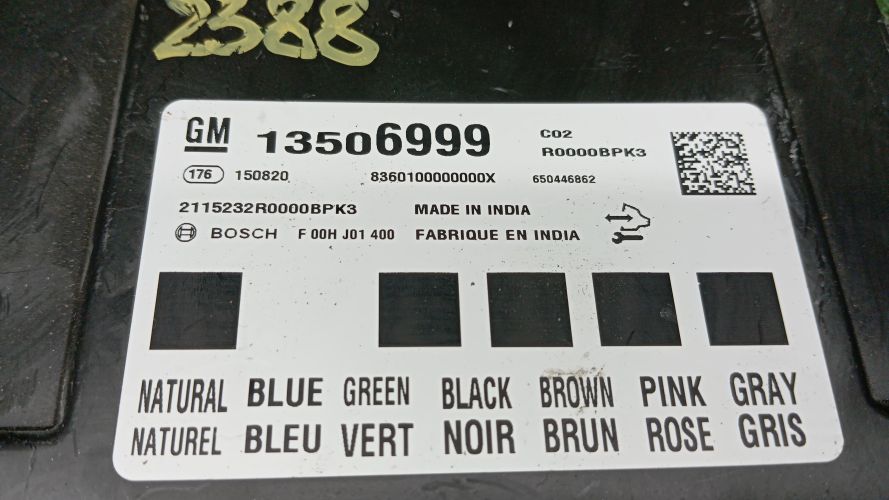 2388
GM 13506999 C02
R0000BPK3
176 150820 8360100000000X 650446862
2115232R0000BPK3 MADE IN INDIA
BOSCH F 00H J01 400 FABRIQUE EN INDIA
NATURAL BLUE GREEN BLACK BROWN PINK GRAY
NATUREL BLEU VERT NOIR BRUN ROSE GRIS